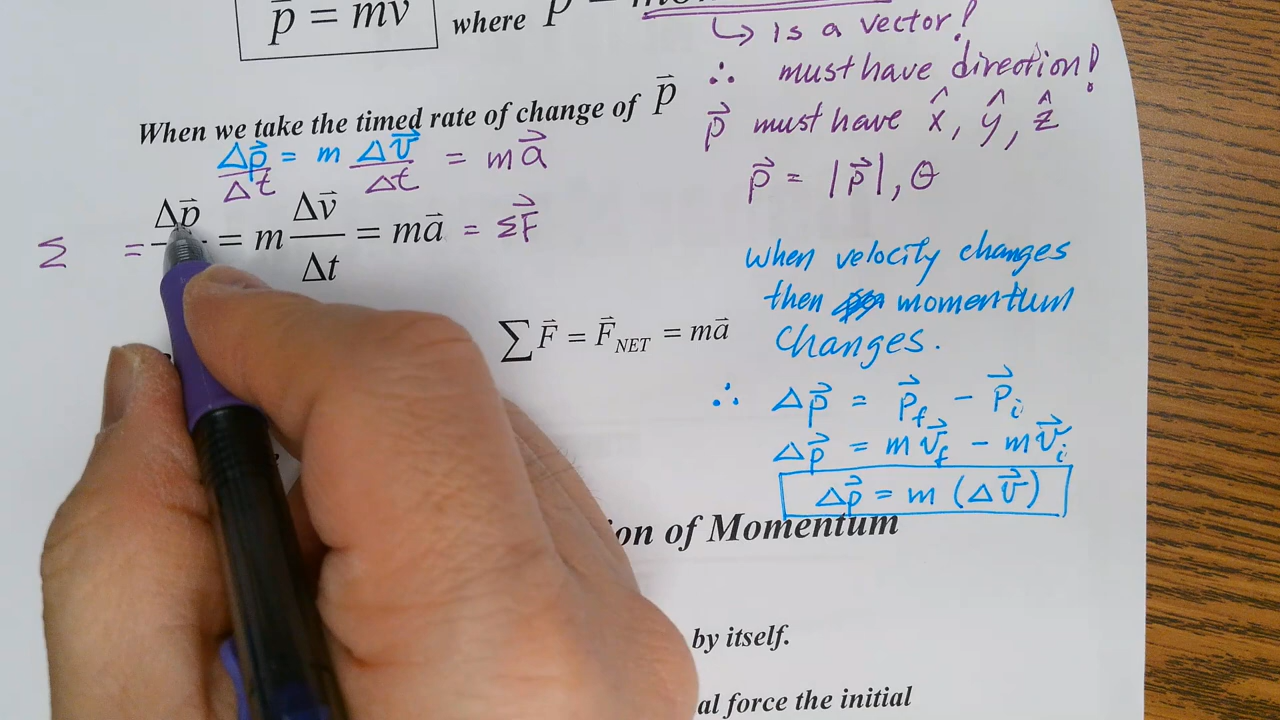 p⃗ = mv⃗ where p⃗ =
↳ is a vector!
∴ must have direction!
When we take the timed rate of change of p⃗
p⃗ must have x̂, ŷ, ẑ
Δp⃗/Δt = m Δv⃗/Δt = ma⃗
p⃗ = |p⃗|, θ
Σ = Δp⃗ = m Δv⃗/Δt = ma⃗ = ΣF⃗
when velocity changes
then momentum
changes.
∑F⃗ = F⃗NET = ma⃗
∴ Δp⃗ = p⃗f - p⃗i
Δp⃗ = mv⃗f - mv⃗i
Δp⃗ = m (Δv⃗)
on of Momentum
by itself.
al force the initial